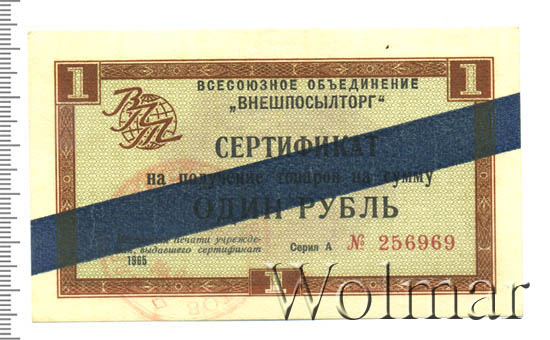 1
1
ВСЕСОЮЗНОЕ ОБЪЕДИНЕНИЕ
„ВНЕШПОСЫЛТОРГ“
ВПТ
СЕРТИФИКАТ
на получение товаров на сумму
ОДИН РУБЛЬ
печати учрежде-
выдавшего сертификат
1965
Серия А № 256969
1
Wolmar